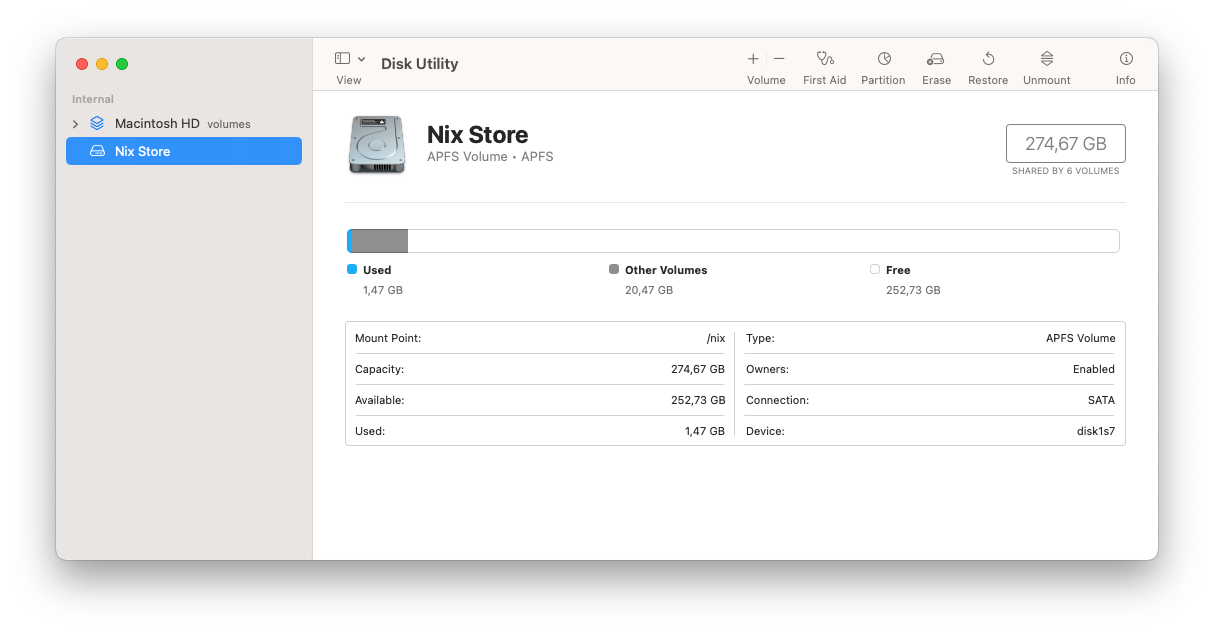 Disk Utility
View
Volume
First Aid
Partition
Erase
Restore
Unmount
Info
Internal
Macintosh HD volumes
Nix Store
Nix Store
APFS Volume • APFS
274,67 GB
SHARED BY 6 VOLUMES
Used
1,47 GB
Other Volumes
20,47 GB
Free
252,73 GB
Mount Point: /nix
Capacity: 274,67 GB
Available: 252,73 GB
Used: 1,47 GB
Type: APFS Volume
Owners: Enabled
Connection: SATA
Device: disk1s7